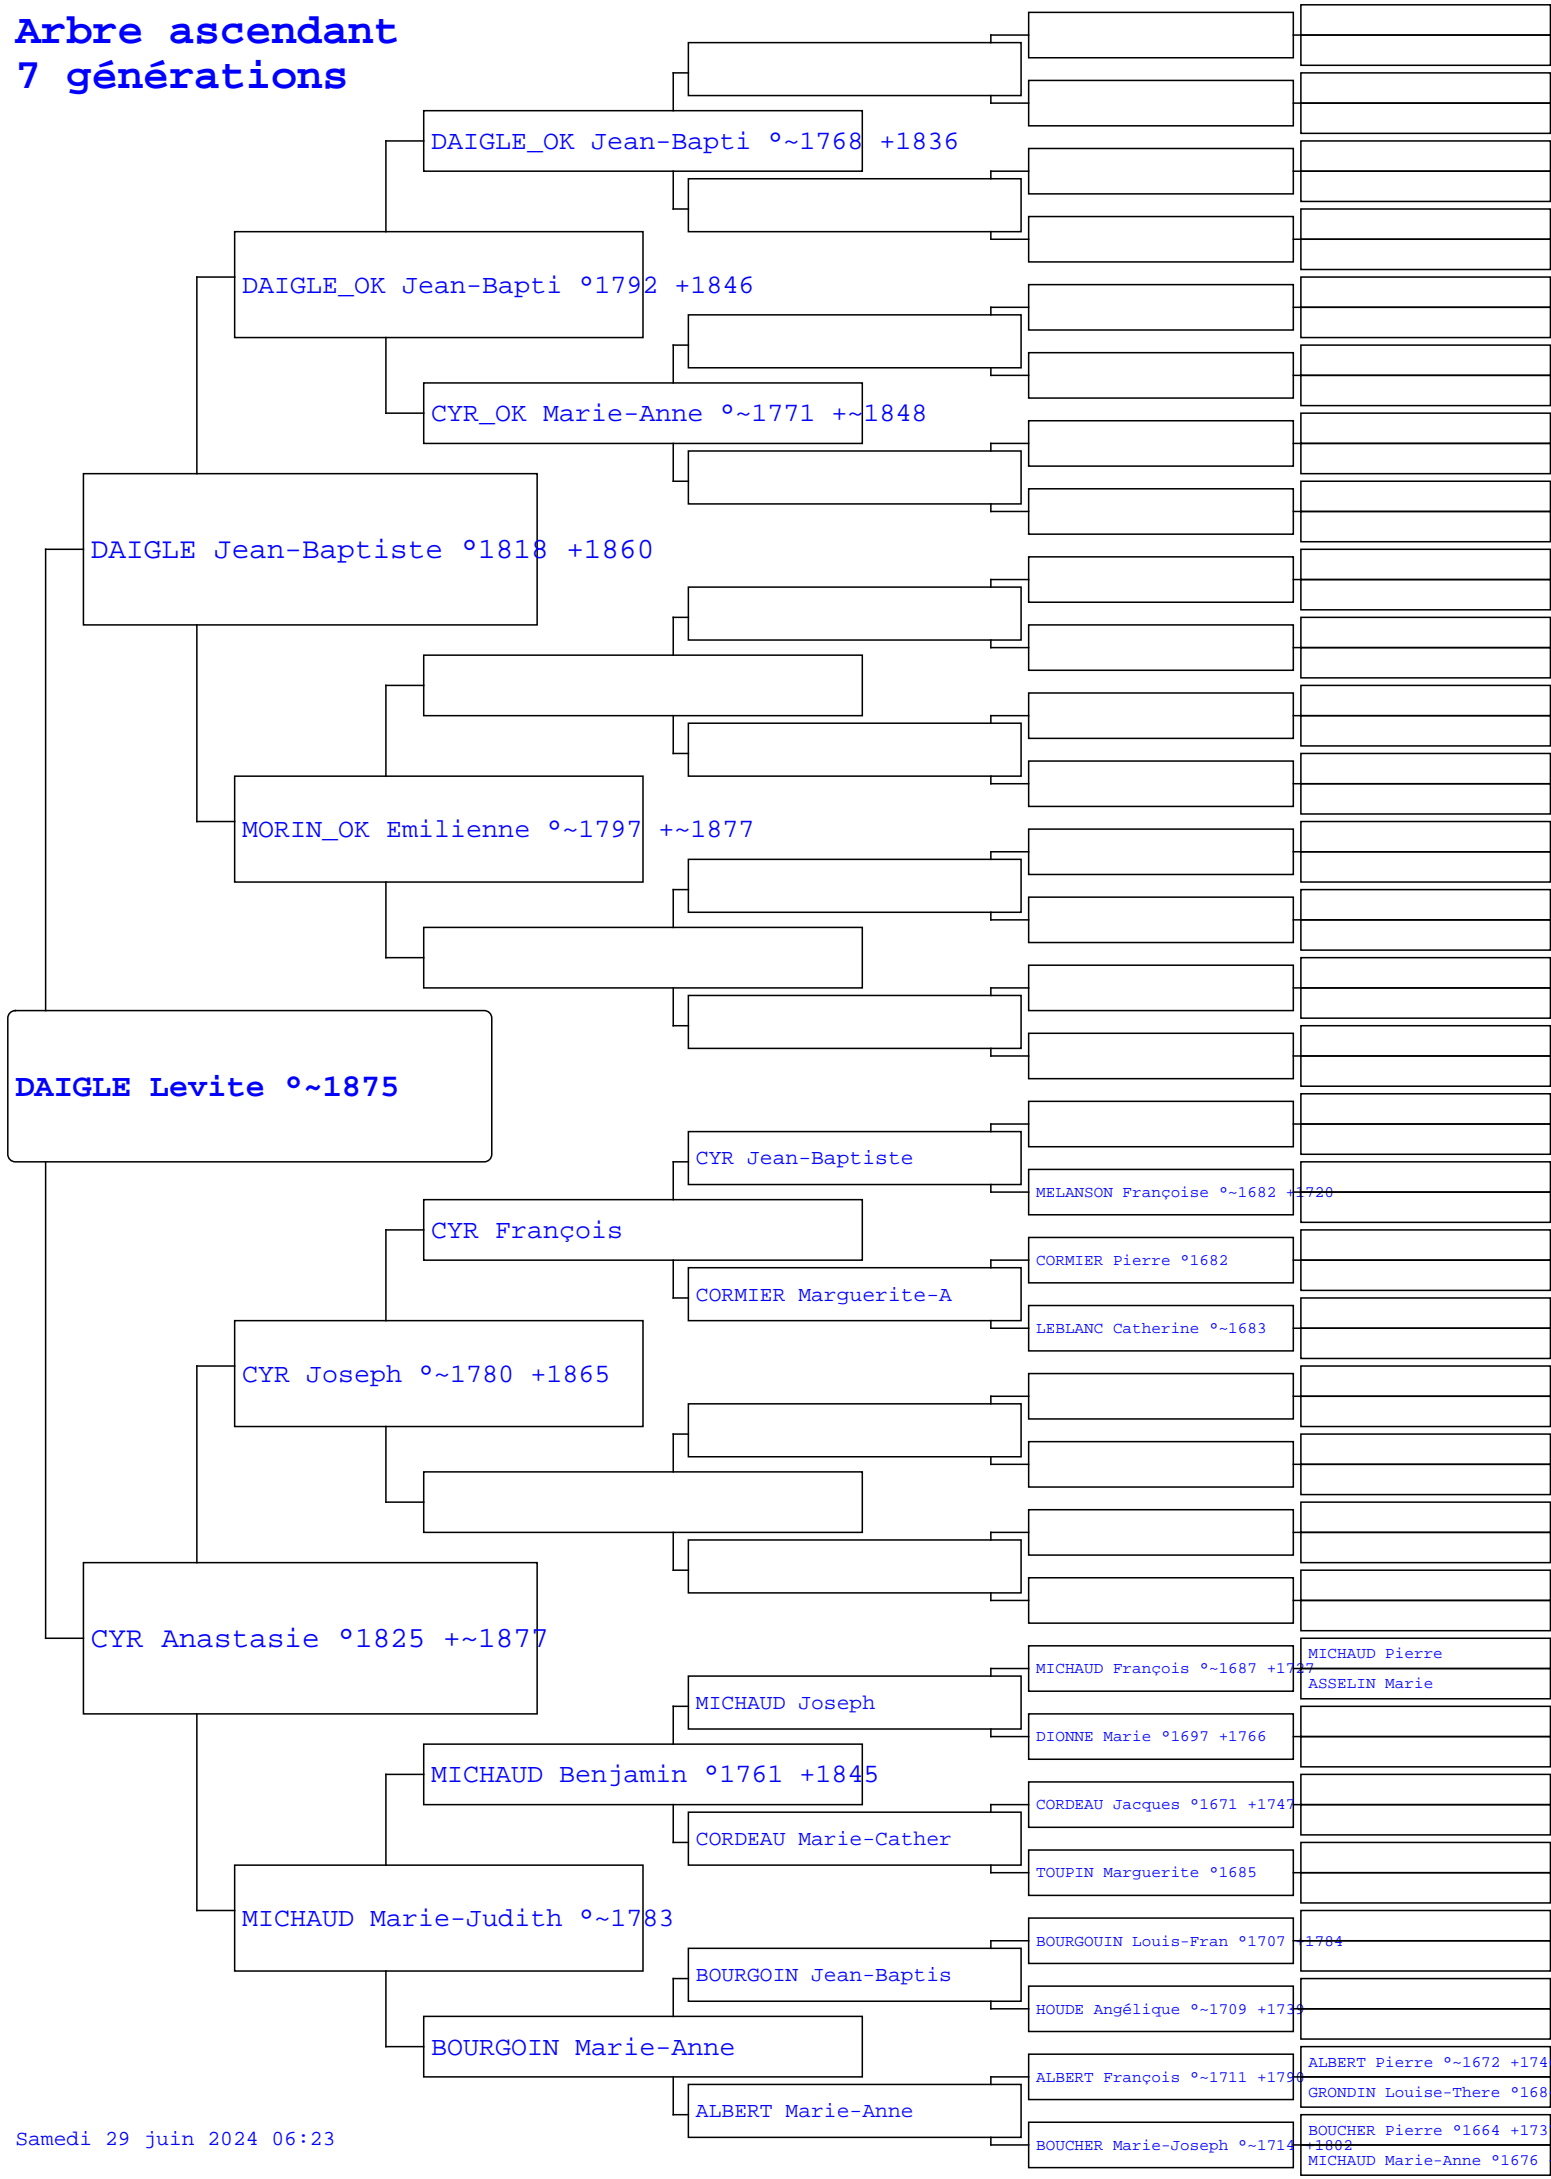 Arbre ascendant
7 générations
DAIGLE_OK Jean-Bapti °~1768 +1836
DAIGLE_OK Jean-Bapti °1792 +1846
CYR_OK Marie-Anne °~1771 +~1848
DAIGLE Jean-Baptiste °1818 +1860
MORIN_OK Emilienne °~1797 +~1877
DAIGLE Levite °~1875
CYR Jean-Baptiste
MELANSON Françoise °~1682 +1720
CYR François
CORMIER Pierre °1682
CORMIER Marguerite-A
LEBLANC Catherine °~1683
CYR Joseph °~1780 +1865
CYR Anastasie °1825 +~1877
MICHAUD Pierre
MICHAUD François °~1687 +1727
ASSELIN Marie
MICHAUD Joseph
DIONNE Marie °1697 +1766
MICHAUD Benjamin °1761 +1845
CORDEAU Jacques °1671 +1747
CORDEAU Marie-Cather
TOUPIN Marguerite °1685
MICHAUD Marie-Judith °~1783
BOURGOUIN Louis-Fran °1707 +1784
BOURGOIN Jean-Baptis
HOUDE Angélique °~1709 +1739
BOURGOIN Marie-Anne
ALBERT Pierre °~1672 +174
ALBERT François °~1711 +1790
GRONDIN Louise-There °168
ALBERT Marie-Anne
BOUCHER Pierre °1664 +173
BOUCHER Marie-Joseph °~1714 +1802
MICHAUD Marie-Anne °1676
Samedi 29 juin 2024 06:23